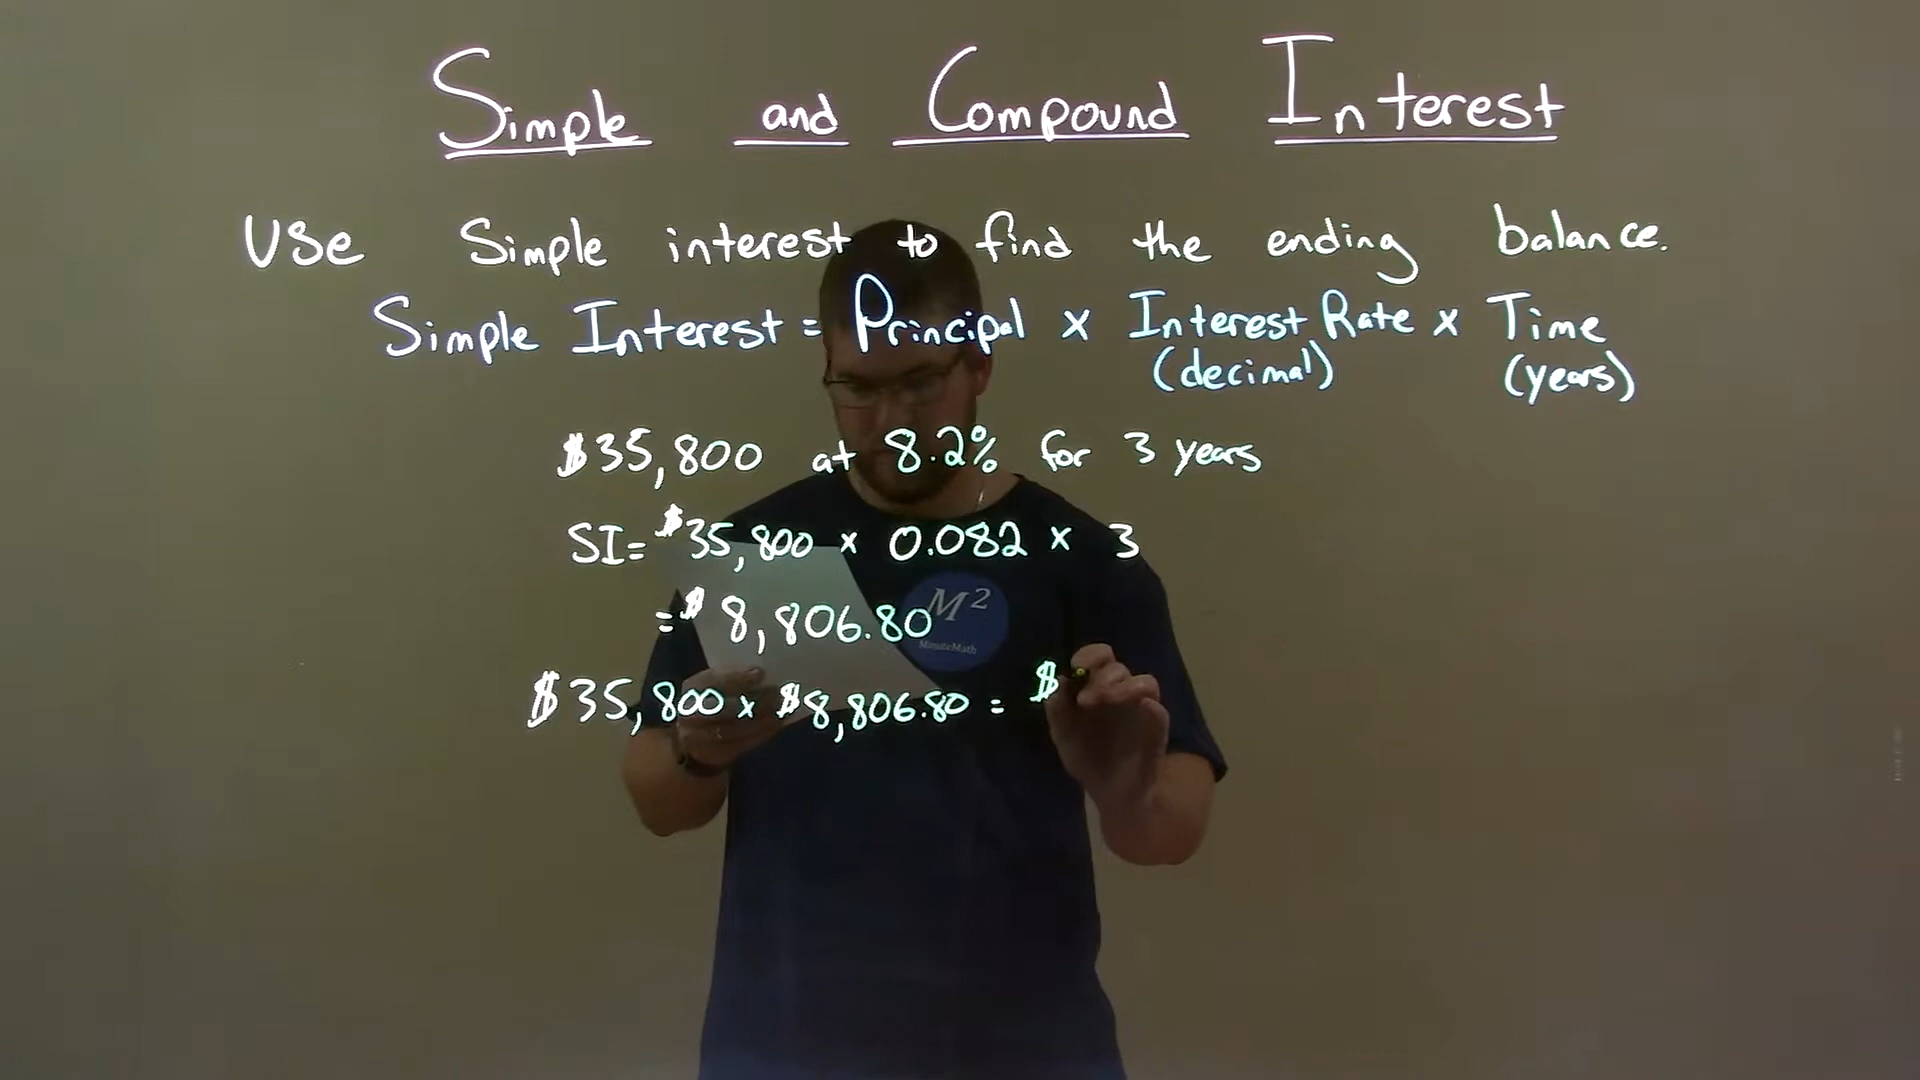 Simple and Compound Interest
Use Simple interest to find the ending balance.
Simple Interest = Principal x Interest Rate x Time
(decimal) (years)
$35,800 at 8.2% for 3 years
SI = $35,800 x 0.082 x 3
= $8,806.80
M²
MinuteMath
$35,800 x $8,806.80 = $